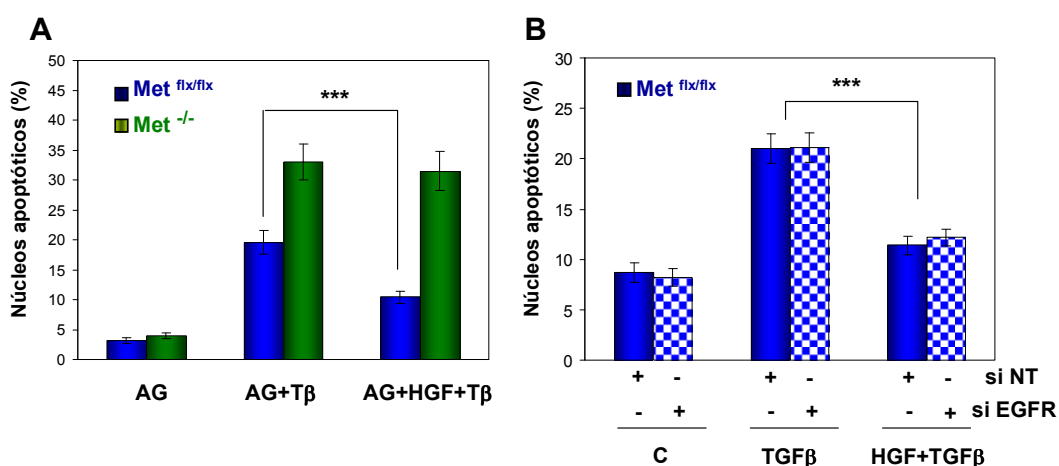 A
Núcleos apoptóticos (%)
50
45
40
35
30
25
20
15
10
5
0
Met flx/flx
Met -/-
***
AG
AG+Tβ
AG+HGF+Tβ
B
Núcleos apoptóticos (%)
30
25
20
15
10
5
0
Met flx/flx
***
+ - + - + - si NT
- + - + - + si EGFR
C
TGFβ
HGF+TGFβ